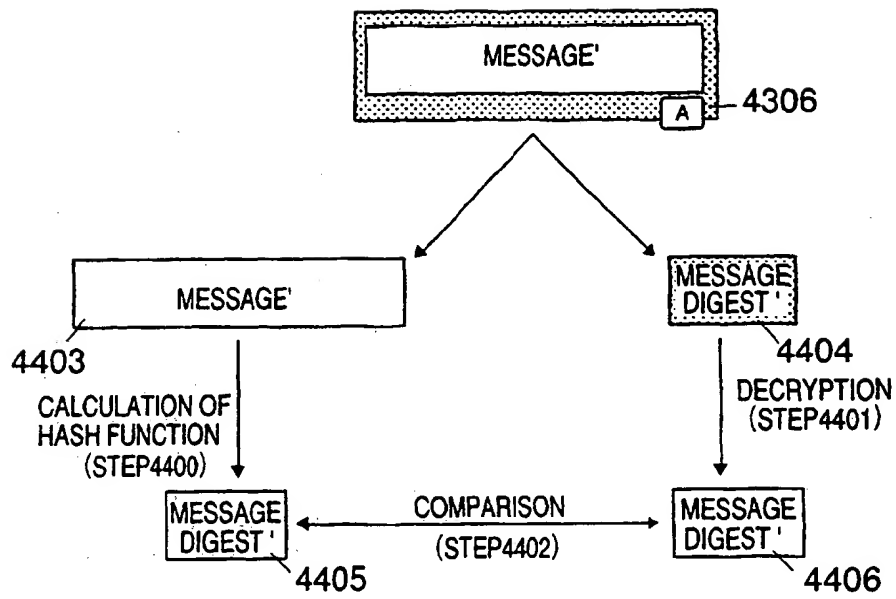 MESSAGE'
A
4306
MESSAGE'
4403
MESSAGE
DIGEST '
4404
CALCULATION OF
HASH FUNCTION
(STEP4400)
DECRYPTION
(STEP4401)
MESSAGE
DIGEST '
4405
COMPARISON
(STEP4402)
MESSAGE
DIGEST '
4406